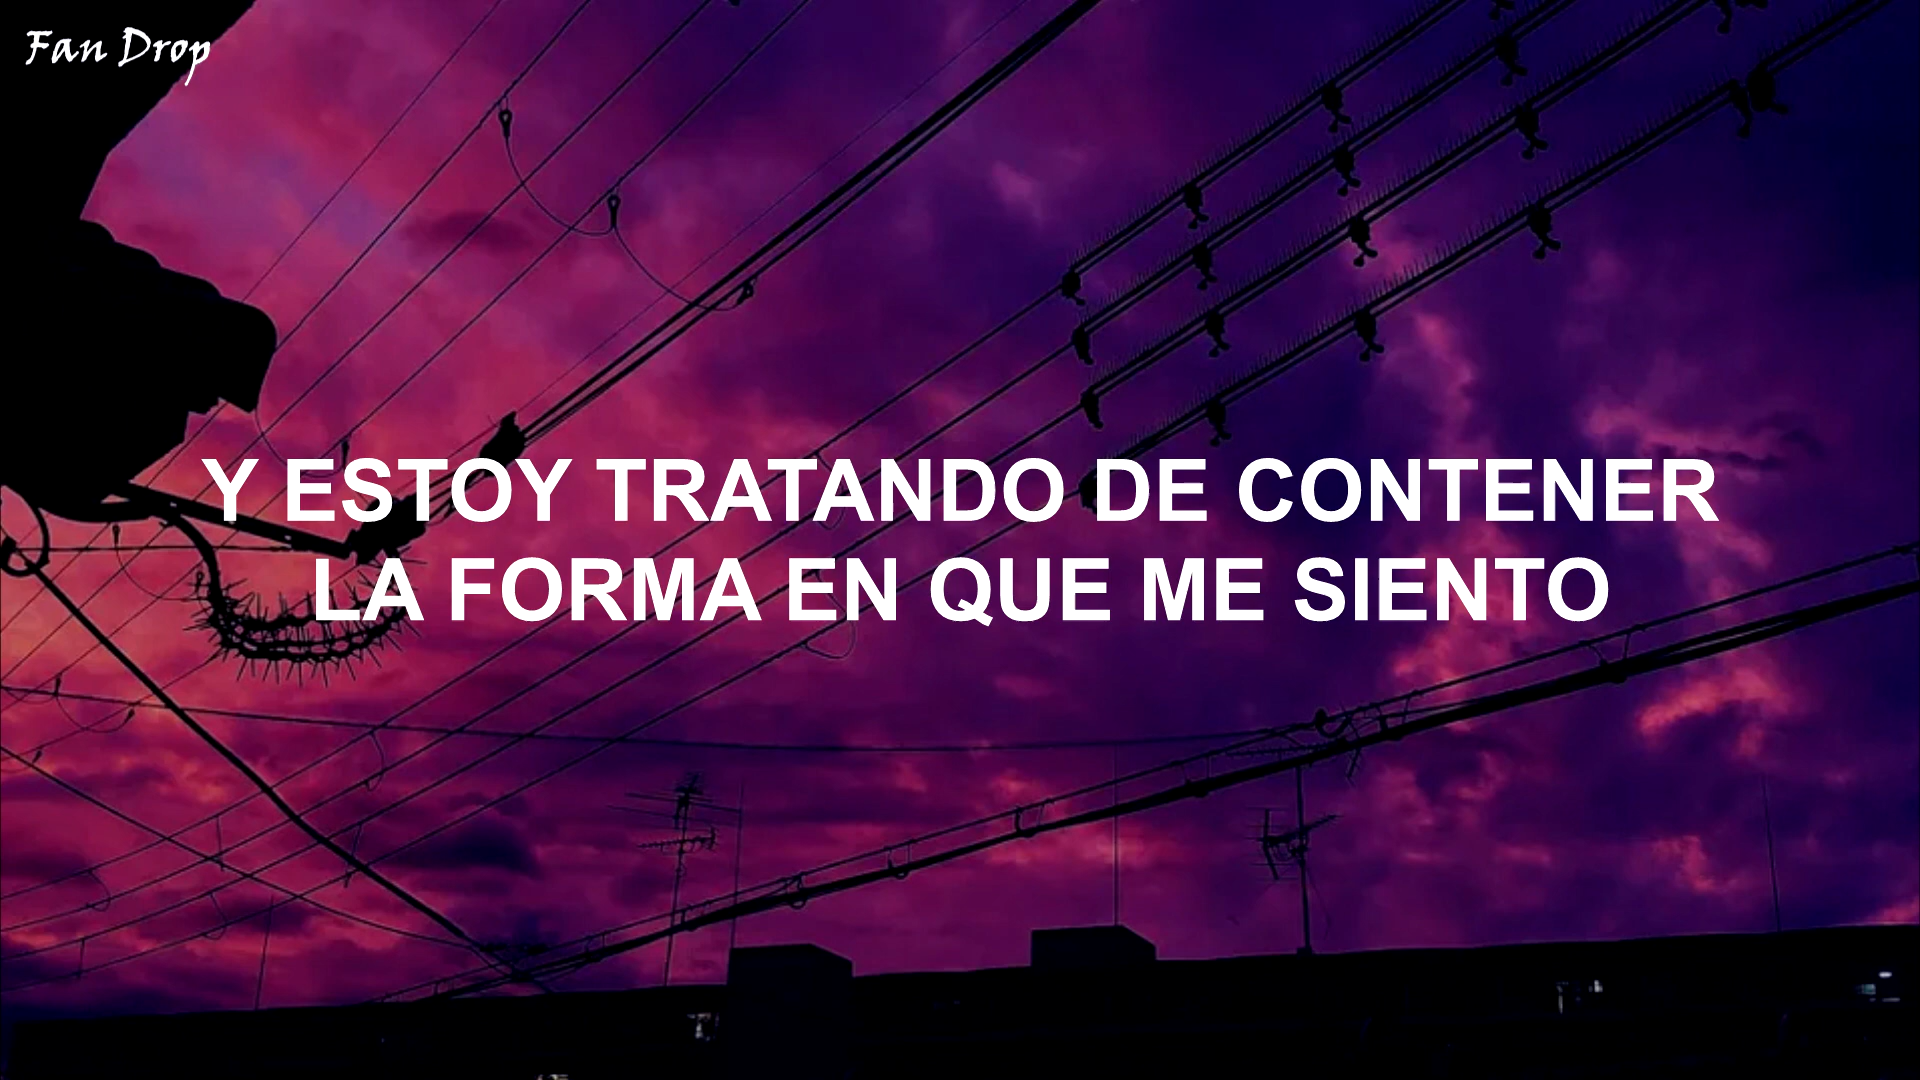 Fan Drop
Y ESTOY TRATANDO DE CONTENER
LA FORMA EN QUE ME SIENTO